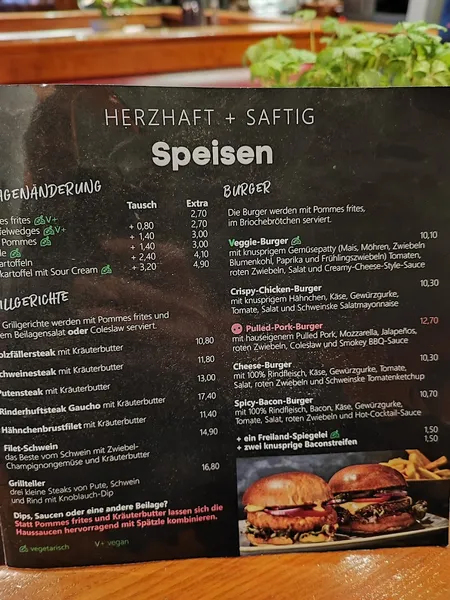 HERZHAFT + SAFTIG
Speisen
Tausch Extra
2,70
+ 0,80 2,70
+ 1,40 3,00
+ 1,40 3,00
+ 2,40 4,10
+ 3,20 4,90
frites V+
V+
Pommes
mit Sour Cream
Grillgerichte werden mit Pommes frites und
Beilagensalat oder Coleslaw serviert.
mit Kräuterbutter 10,80
mit Kräuterbutter 11,80
mit Kräuterbutter 13,00
Rinderhuftsteak Gaucho mit Kräuterbutter 17,40
Hähnchenbrustfilet mit Kräuterbutter 11,40
Filet-Schwein 14,90
das Beste vom Schwein mit Zwiebel-
Champignongemüse und Kräuterbutter
Grillteller 16,80
drei kleine Steaks von Pute, Schwein
und Rind mit Knoblauch-Dip
Dips, Saucen oder eine andere Beilage?
Statt Pommes frites und Kräuterbutter lassen sich die
Haussaucen hervorragend mit Spätzle kombinieren.
vegetarisch V+ vegan
BURGER
Die Burger werden mit Pommes frites,
im Briochebrötchen serviert.
Veggie-Burger 10,10
mit knusprigem Gemüsepatty (Mais, Möhren, Zwiebeln
Blumenkohl, Paprika und Frühlingszwiebeln) Tomaten,
roten Zwiebeln, Salat und Creamy-Cheese-Style-Sauce
Crispy-Chicken-Burger 10,30
mit knusprigem Hähnchen, Käse, Gewürzgurke,
Tomate, Salat und Schweinske Salatmayonnaise
Pulled-Pork-Burger 12,70
mit hauseigenem Pulled Pork, Mozzarella, Jalapeños,
roten Zwiebeln, Coleslaw und Smokey BBQ-Sauce
Cheese-Burger 10,30
mit 100% Rindfleisch, Käse, Gewürzgurke, Tomate,
Salat, roten Zwiebeln und Schweinske Tomatenketchup
Spicy-Bacon-Burger 10,70
mit 100% Rindfleisch, Bacon, Käse, Gewürzgurke,
Tomate, Salat, roten Zwiebeln und Hot-Cocktail-Sauce
+ ein Freiland-Spiegelei 1,50
+ zwei knusprige Baconstreifen 1,50